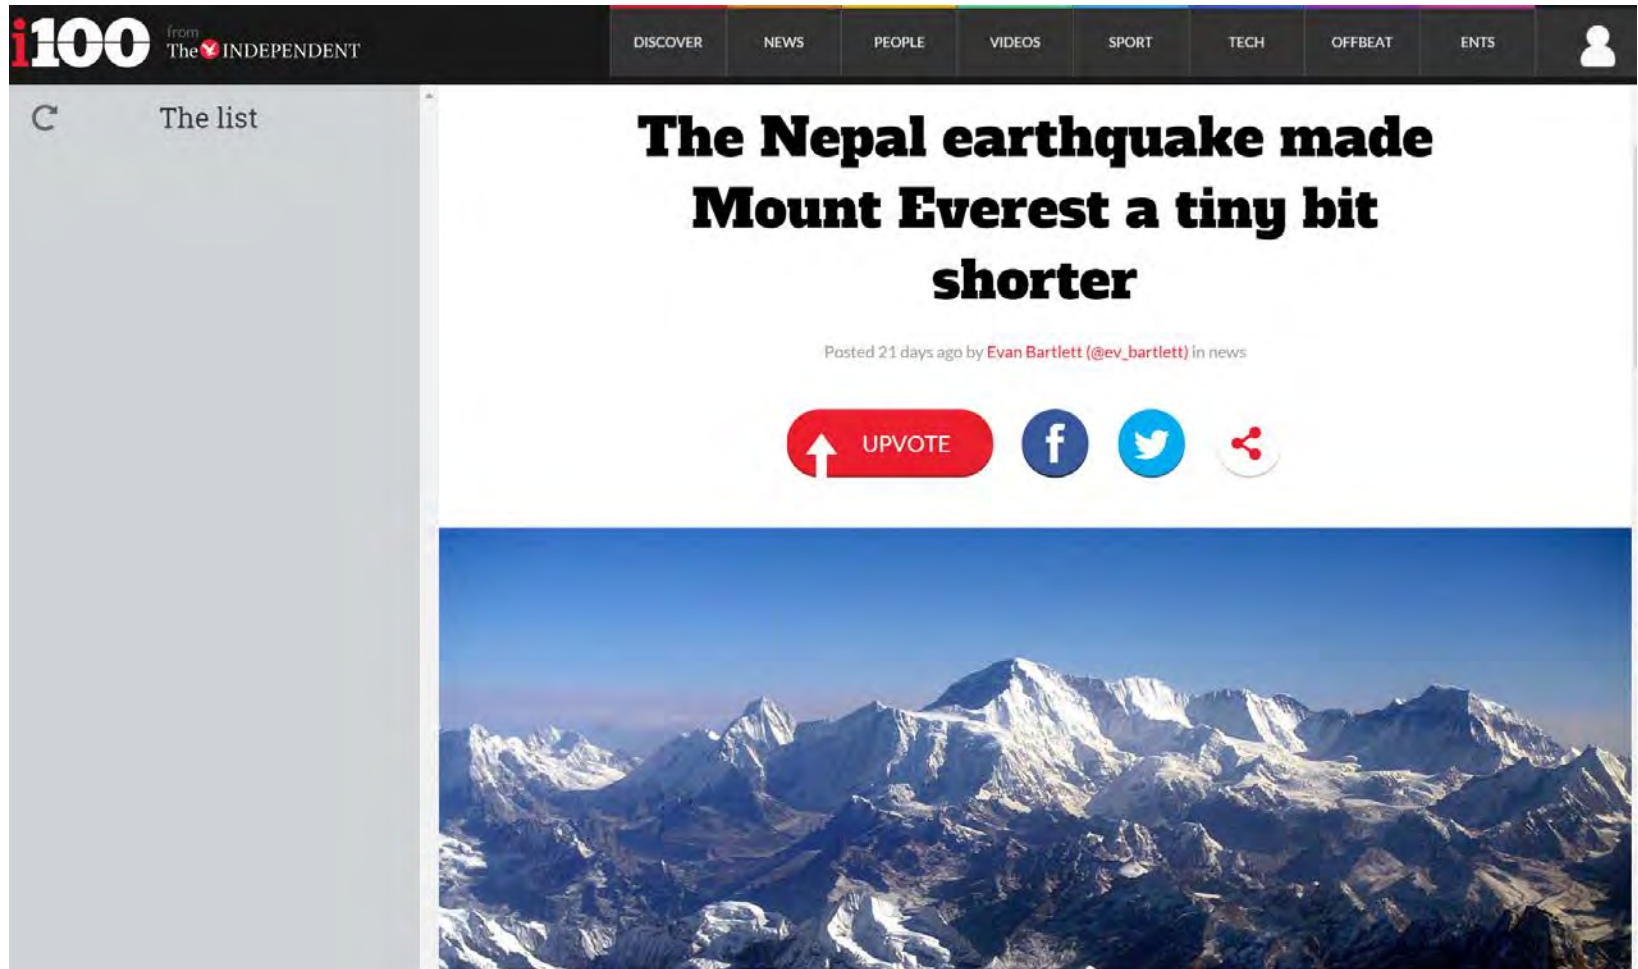 i100 from
The INDEPENDENT
DISCOVER NEWS PEOPLE VIDEOS SPORT TECH OFFBEAT ENTS
The list
The Nepal earthquake made
Mount Everest a tiny bit
shorter
Posted 21 days ago by Evan Bartlett (@ev_bartlett) in news
UPVOTE